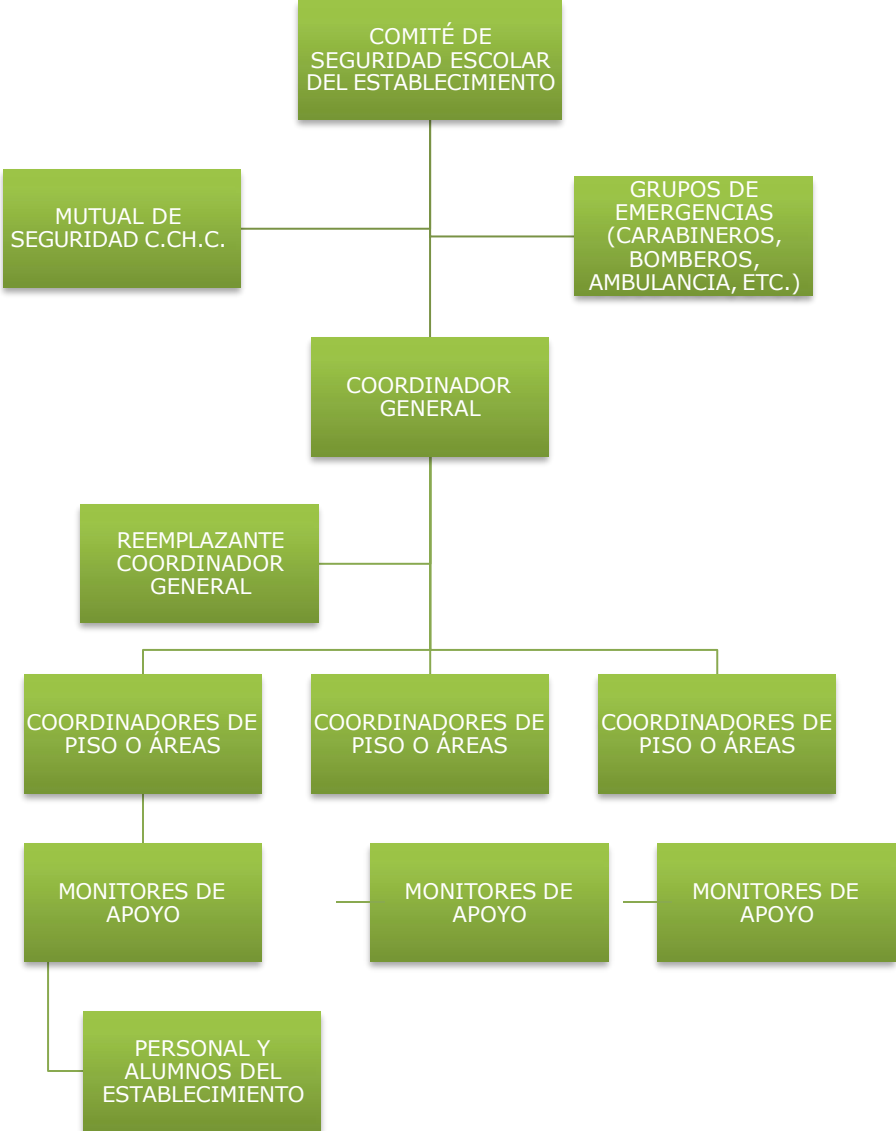 COMITÉ DE
SEGURIDAD ESCOLAR
DEL ESTABLECIMIENTO
MUTUAL DE
SEGURIDAD C.CH.C.
GRUPOS DE
EMERGENCIAS
(CARABINEROS,
BOMBEROS,
AMBULANCIA, ETC.)
COORDINADOR
GENERAL
REEMPLAZANTE
COORDINADOR
GENERAL
COORDINADORES DE
PISO O ÁREAS
COORDINADORES DE
PISO O ÁREAS
COORDINADORES DE
PISO O ÁREAS
MONITORES DE
APOYO
MONITORES DE
APOYO
MONITORES DE
APOYO
PERSONAL Y
ALUMNOS DEL
ESTABLECIMIENTO